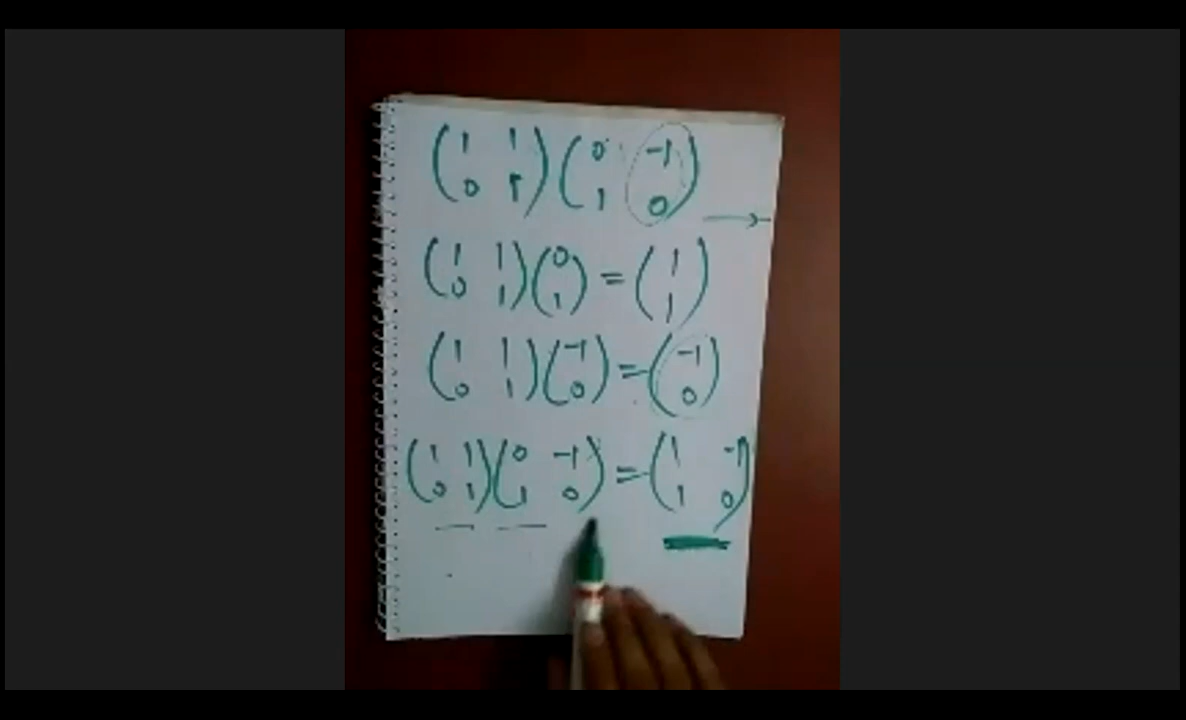 (1 1
0 1)(0 -1
1 0) →
(1 1
0 1)(0
1) = (1
1)
(1 1
0 1)(-1
0) = (-1
0)
(1 1
0 1)(0 -1
1 0) = (1 -1
1 0)